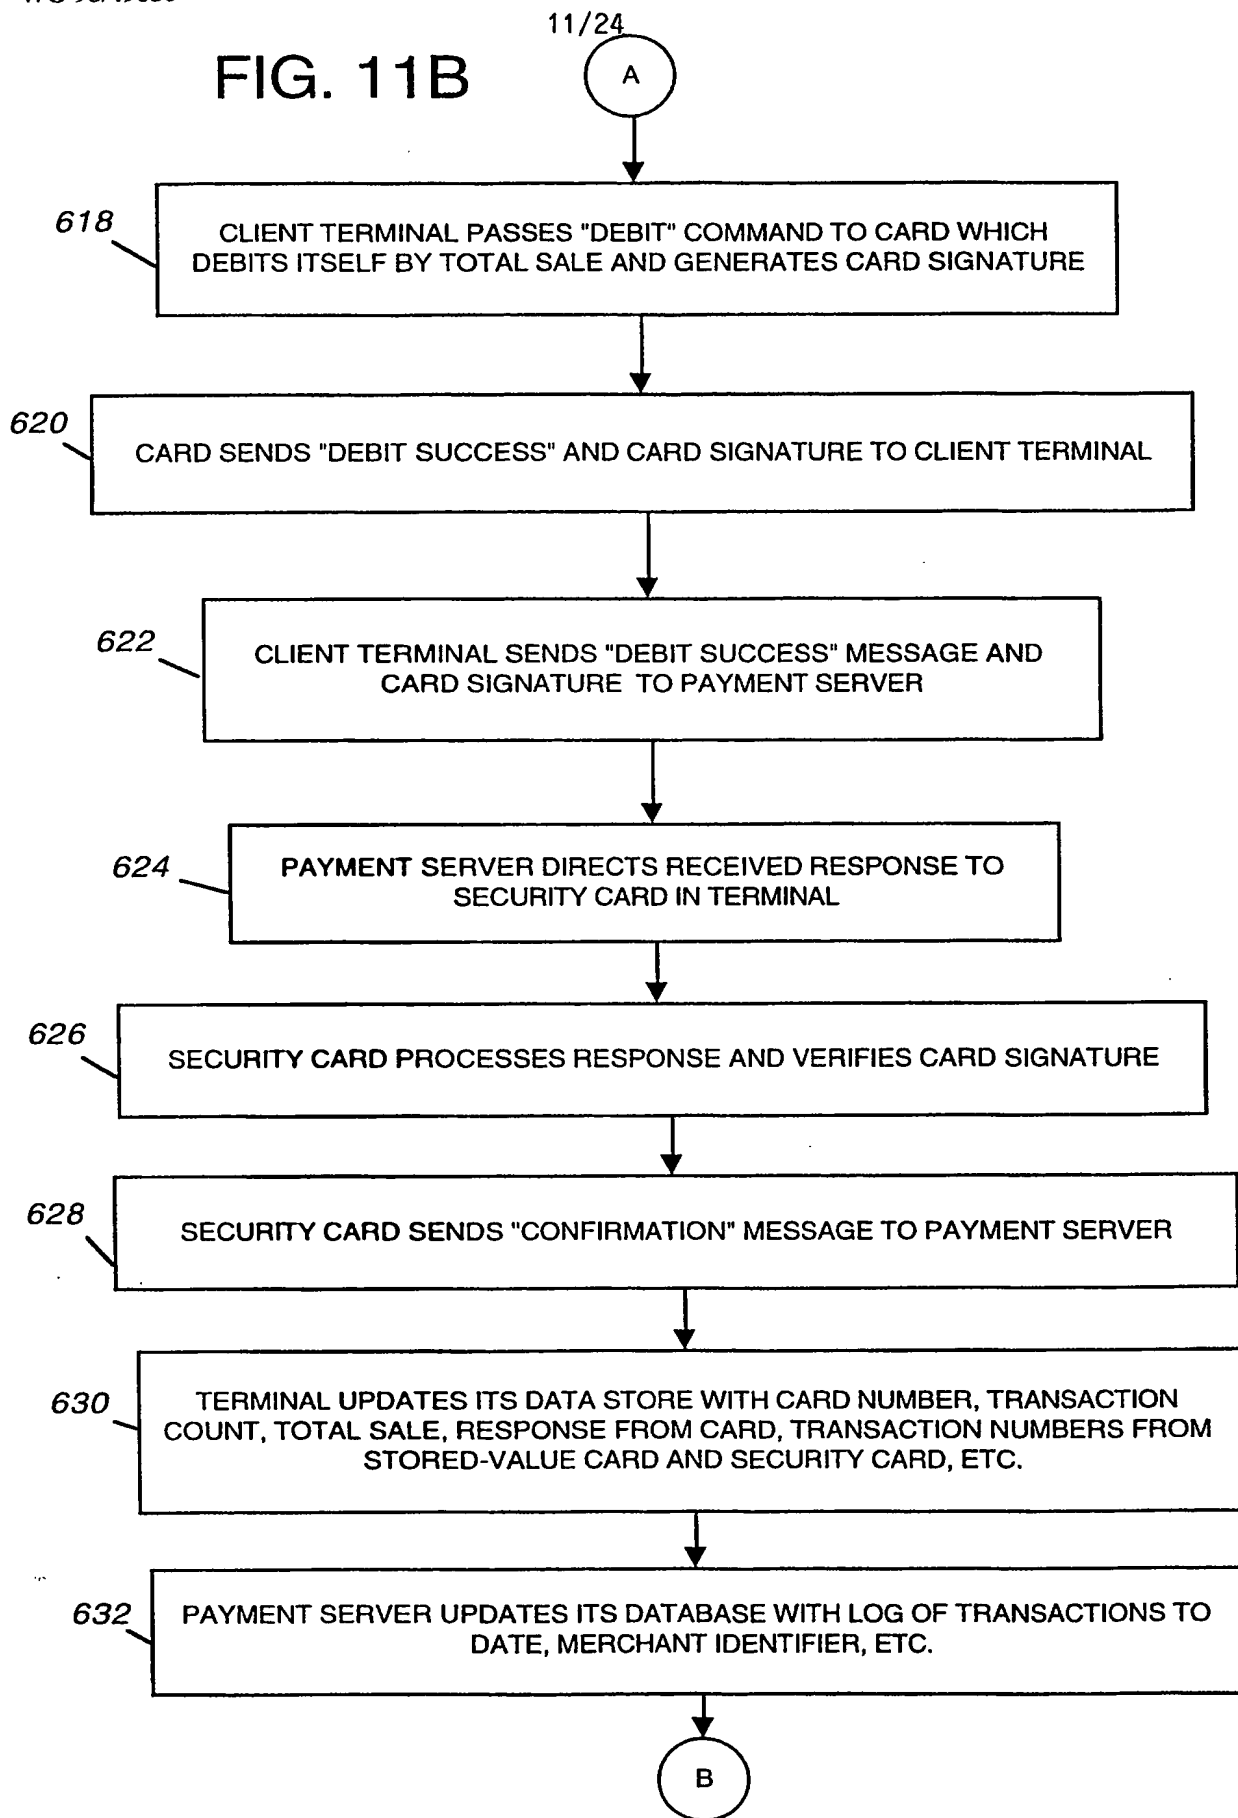 11/24
FIG. 11B
A
618
CLIENT TERMINAL PASSES "DEBIT" COMMAND TO CARD WHICH
DEBITS ITSELF BY TOTAL SALE AND GENERATES CARD SIGNATURE
620
CARD SENDS "DEBIT SUCCESS" AND CARD SIGNATURE TO CLIENT TERMINAL
622
CLIENT TERMINAL SENDS "DEBIT SUCCESS" MESSAGE AND
CARD SIGNATURE TO PAYMENT SERVER
624
PAYMENT SERVER DIRECTS RECEIVED RESPONSE TO
SECURITY CARD IN TERMINAL
626
SECURITY CARD PROCESSES RESPONSE AND VERIFIES CARD SIGNATURE
628
SECURITY CARD SENDS "CONFIRMATION" MESSAGE TO PAYMENT SERVER
630
TERMINAL UPDATES ITS DATA STORE WITH CARD NUMBER, TRANSACTION
COUNT, TOTAL SALE, RESPONSE FROM CARD, TRANSACTION NUMBERS FROM
STORED-VALUE CARD AND SECURITY CARD, ETC.
632
PAYMENT SERVER UPDATES ITS DATABASE WITH LOG OF TRANSACTIONS TO
DATE, MERCHANT IDENTIFIER, ETC.
B